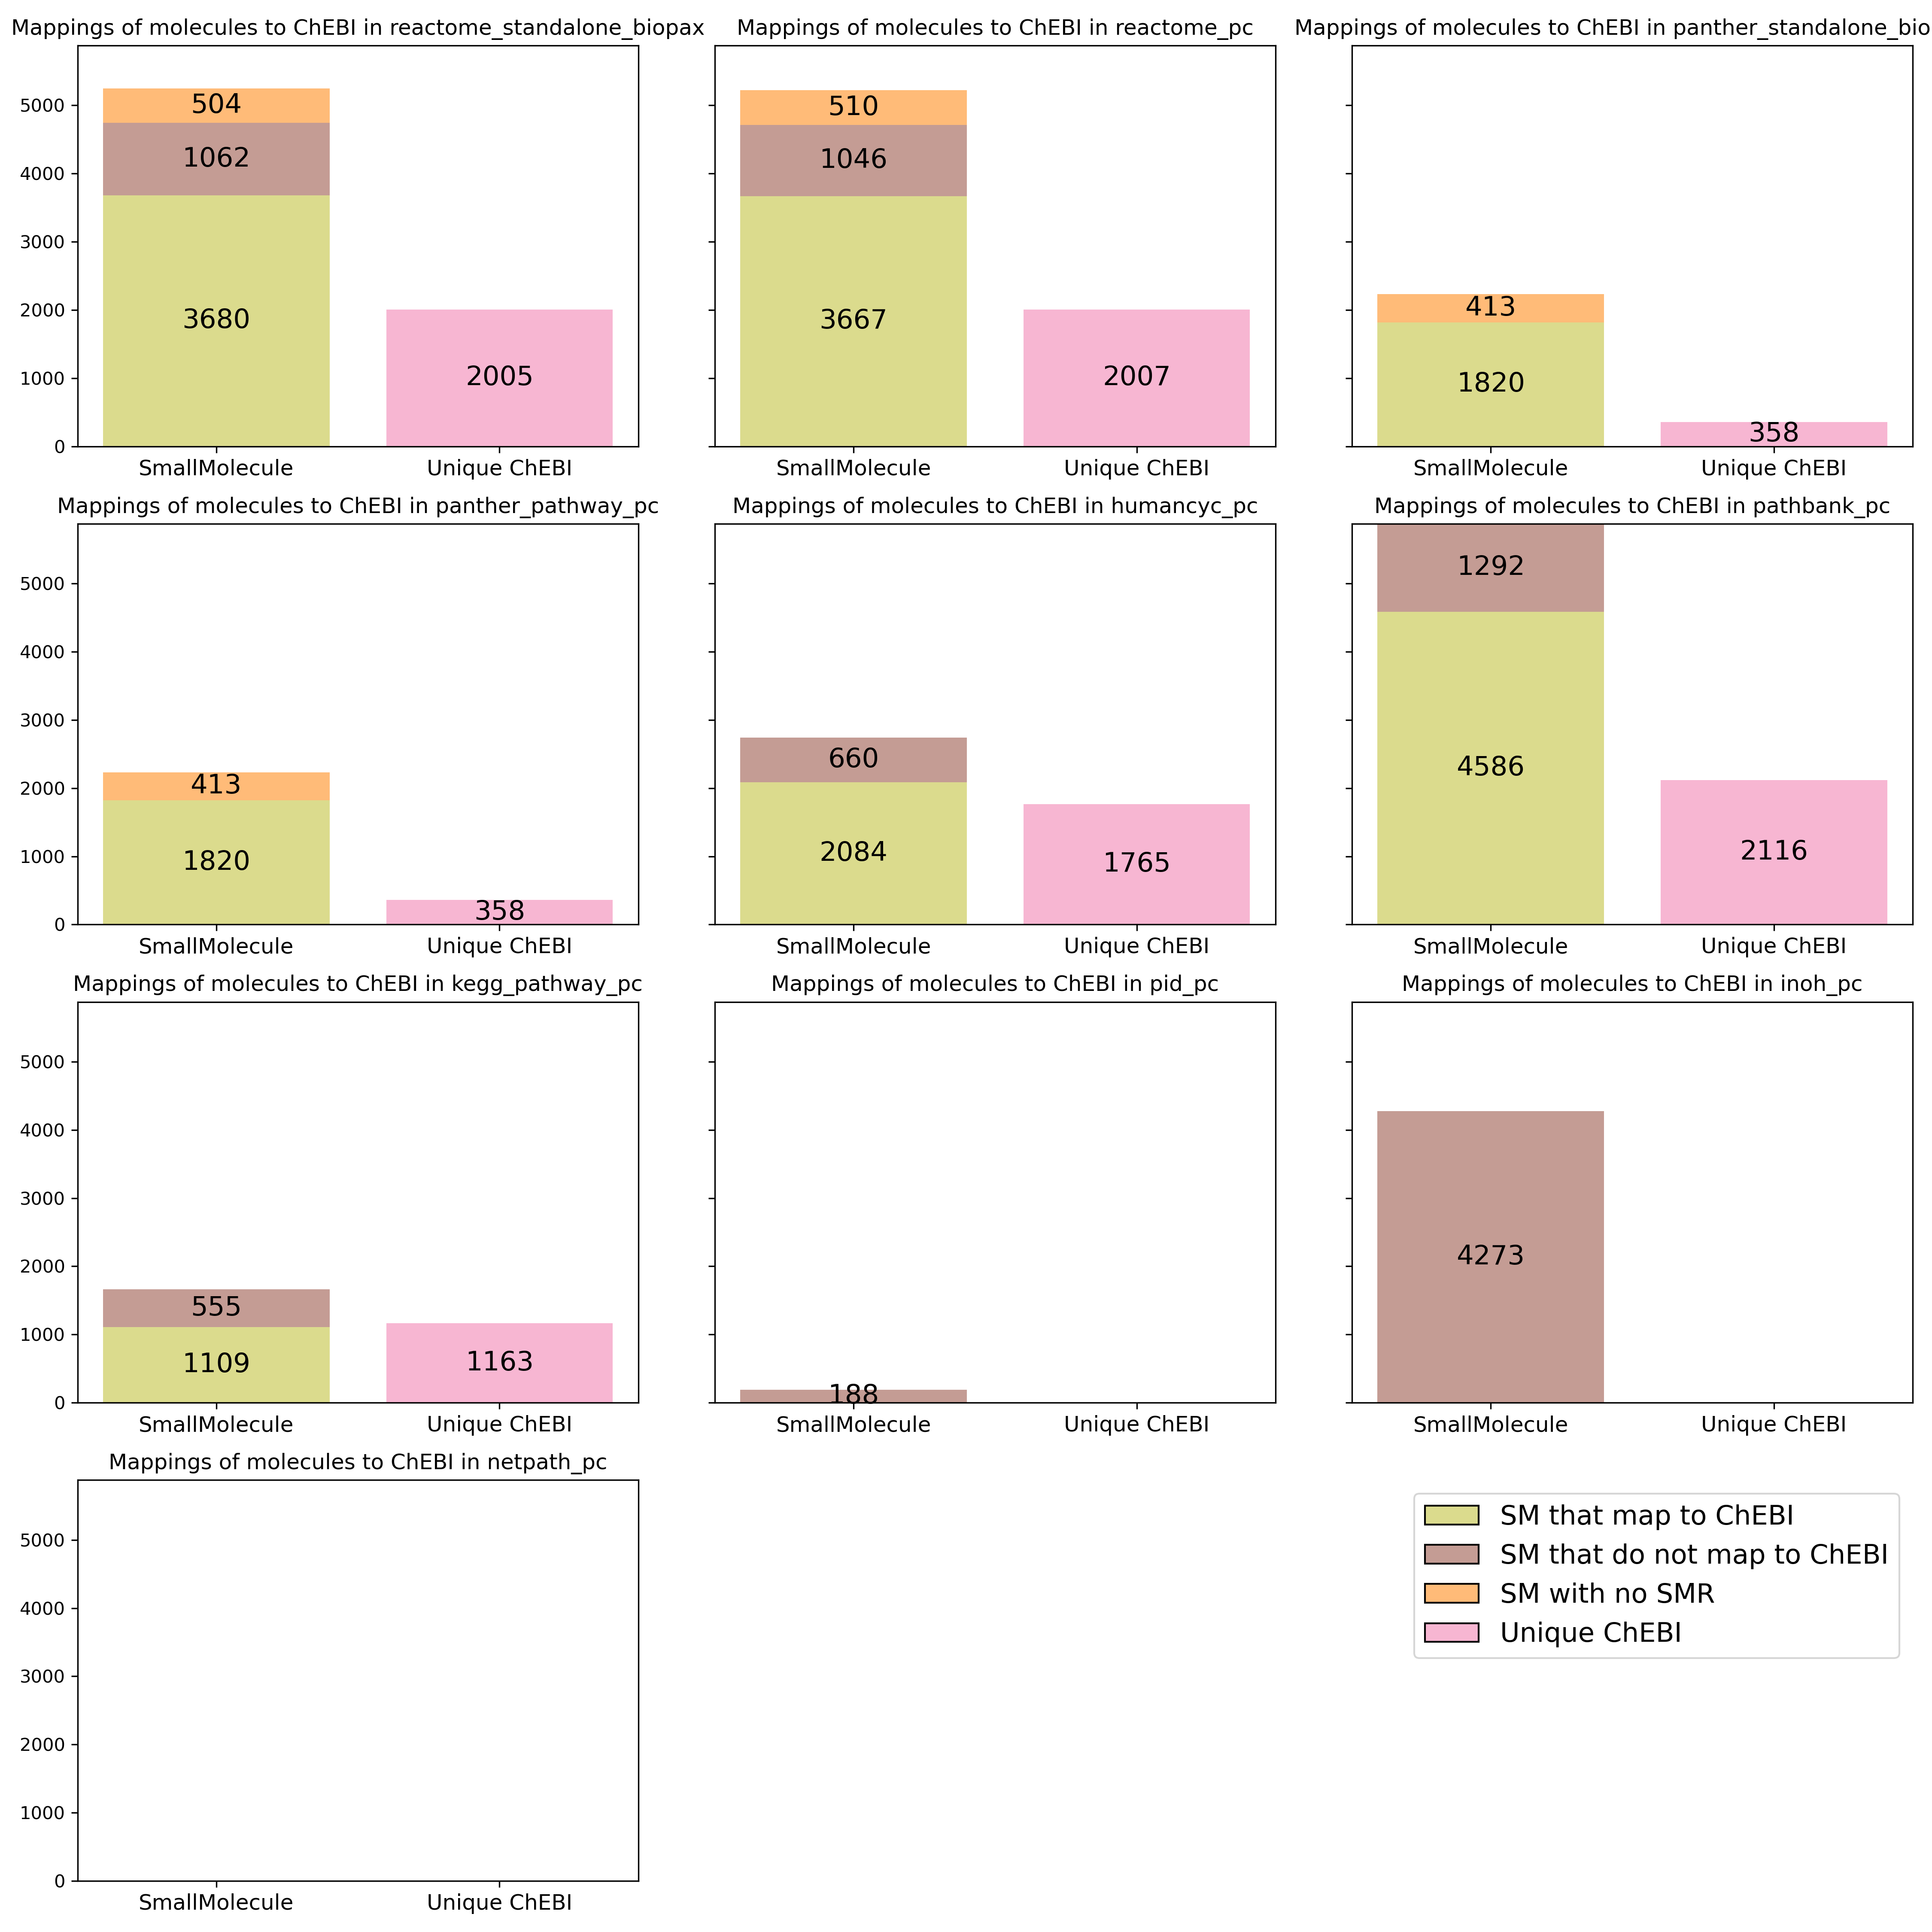 Mappings of molecules to ChEBI in reactome_standalone_biopax
5000
4000
3000
2000
1000
0
504
1062
3680
2005
SmallMolecule
Unique ChEBI
Mappings of molecules to ChEBI in reactome_pc
510
1046
3667
2007
SmallMolecule
Unique ChEBI
Mappings of molecules to ChEBI in panther_standalone_bio
413
1820
358
SmallMolecule
Unique ChEBI
Mappings of molecules to ChEBI in panther_pathway_pc
5000
4000
3000
2000
1000
0
413
1820
358
SmallMolecule
Unique ChEBI
Mappings of molecules to ChEBI in humancyc_pc
660
2084
1765
SmallMolecule
Unique ChEBI
Mappings of molecules to ChEBI in pathbank_pc
1292
4586
2116
SmallMolecule
Unique ChEBI
Mappings of molecules to ChEBI in kegg_pathway_pc
5000
4000
3000
2000
1000
0
555
1109
1163
SmallMolecule
Unique ChEBI
Mappings of molecules to ChEBI in pid_pc
188
SmallMolecule
Unique ChEBI
Mappings of molecules to ChEBI in inoh_pc
4273
SmallMolecule
Unique ChEBI
Mappings of molecules to ChEBI in netpath_pc
5000
4000
3000
2000
1000
0
SmallMolecule
Unique ChEBI
SM that map to ChEBI
SM that do not map to ChEBI
SM with no SMR
Unique ChEBI